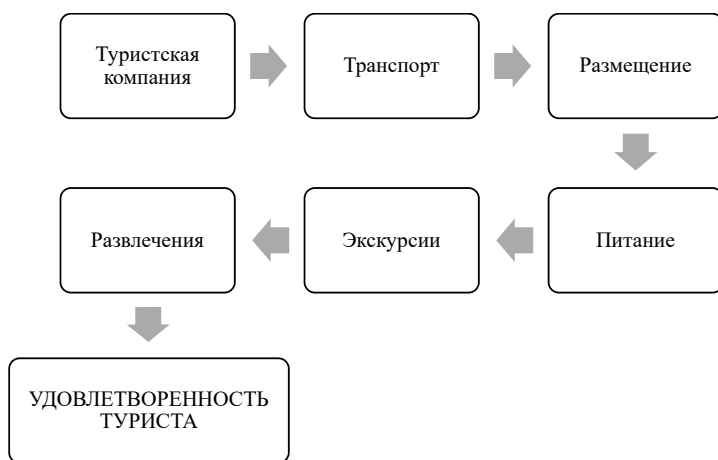 Туристская
компания
Транспорт
Размещение
Питание
Экскурсии
Развлечения
УДОВЛЕТВОРЕННОСТЬ
ТУРИСТА